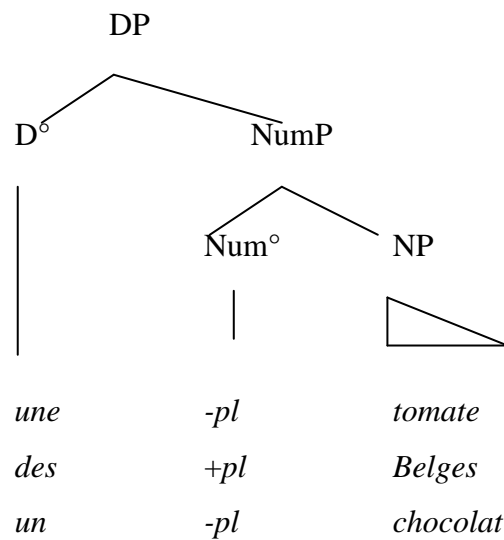 DP
D° NumP
Num° NP
une -pl tomate
des +pl Belges
un -pl chocolat